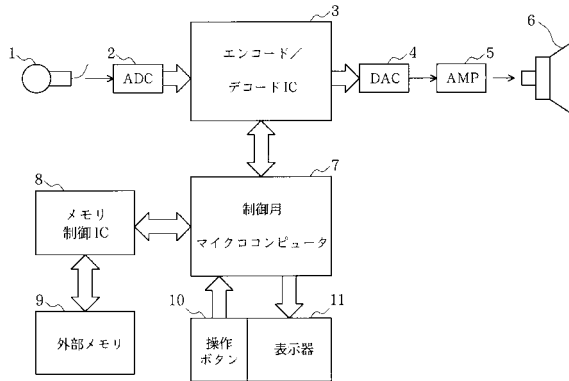 1
2
ADC
3
エンコード／
デコードIC
4
DAC
5
AMP
6
7
制御用
マイクロコンピュータ
8
メモリ
制御IC
9
外部メモリ
10
操作
ボタン
11
表示器